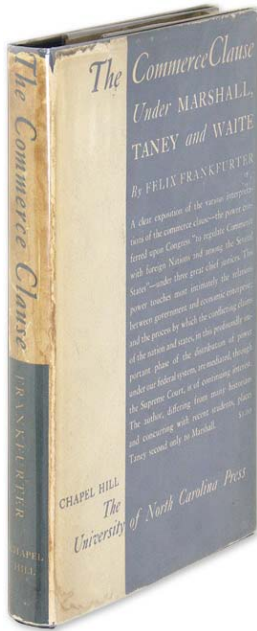 The Commerce Clause
FRANKFURTER
CHAPEL
HILL
The Commerce Clause
Under MARSHALL,
TANEY and WAITE
By FELIX FRANKFURTER
A clear exposition of the various interpreta-
tions of the commerce clause—the power con-
ferred upon Congress "to regulate Commerce
with foreign Nations and among the Several
States"—under three great chief justices. This
power touches most intimately the relations
between government and economic enterprise,
and the process by which the conflicting claims
of the nation and states, in this profoundly im-
portant phase of the distribution of power
under our federal system, are mediated, through
the Supreme Court, is of continuing interest.
The author, differing from many historians
and concurring with recent students, places
Taney second only to Marshall.
CHAPEL HILL
The
University of North Carolina Press